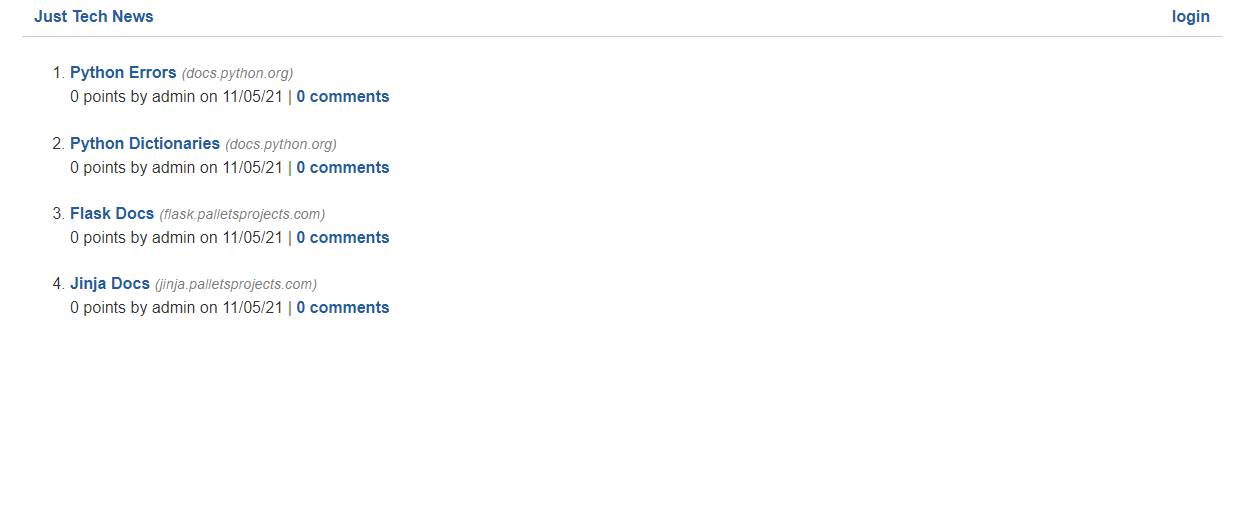 Just Tech News login
1. Python Errors (docs.python.org)
0 points by admin on 11/05/21 | 0 comments
2. Python Dictionaries (docs.python.org)
0 points by admin on 11/05/21 | 0 comments
3. Flask Docs (flask.palletsprojects.com)
0 points by admin on 11/05/21 | 0 comments
4. Jinja Docs (jinja.palletsprojects.com)
0 points by admin on 11/05/21 | 0 comments